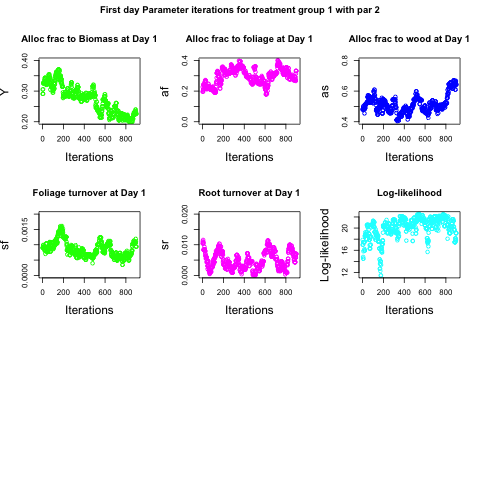 First day Parameter iterations for treatment group 1 with par 2
Alloc frac to Biomass at Day 1
Y
0.20 0.30 0.40
0 200 400 600 800
Iterations
Alloc frac to foliage at Day 1
af
0.0 0.2 0.4
0 200 400 600 800
Iterations
Alloc frac to wood at Day 1
as
0.4 0.6 0.8
0 200 400 600 800
Iterations
Foliage turnover at Day 1
sf
0.0000 0.0015
0 200 400 600 800
Iterations
Root turnover at Day 1
sr
0.000 0.010 0.020
0 200 400 600 800
Iterations
Log-likelihood
Log-likelihood
12 16 20
0 200 400 600 800
Iterations